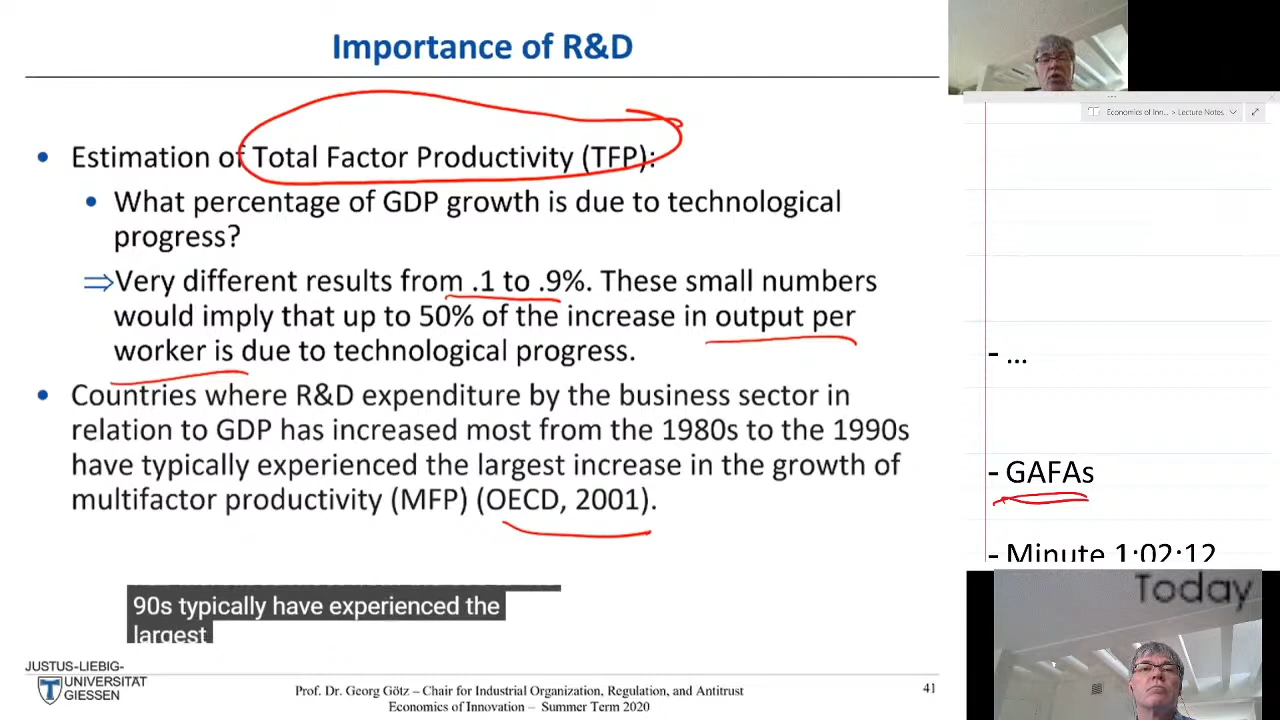 Importance of R&D
• Estimation of Total Factor Productivity (TFP):
• What percentage of GDP growth is due to technological
progress?
⇒Very different results from .1 to .9%. These small numbers
would imply that up to 50% of the increase in output per
worker is due to technological progress.
• Countries where R&D expenditure by the business sector in
relation to GDP has increased most from the 1980s to the 1990s
have typically experienced the largest increase in the growth of
multifactor productivity (MFP) (OECD, 2001).
90s typically have experienced the
largest
JUSTUS-LIEBIG-
UNIVERSITAT
GIESSEN
Prof. Dr. Georg Götz – Chair for Industrial Organization, Regulation, and Antitrust
Economics of Innovation – Summer Term 2020
41
Economics of Inn... > Lecture Notes
- ...
- GAFAs
- Minute 1:02:12
Today